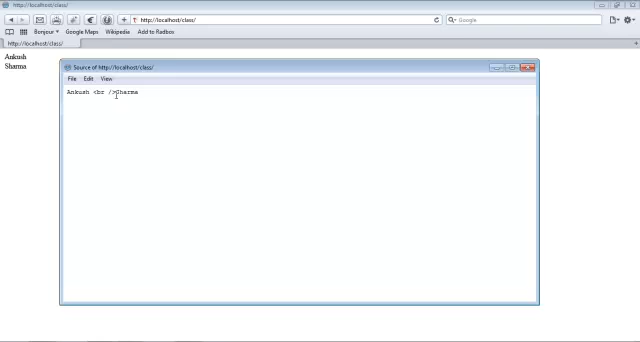 http://localhost/class/
http://localhost/class/
Google
Bonjour Google Maps Wikipedia Add to Radbox
http://localhost/class/
Ankush
Sharma
Source of http://localhost/class/
File Edit View
Ankush <br />Sharma